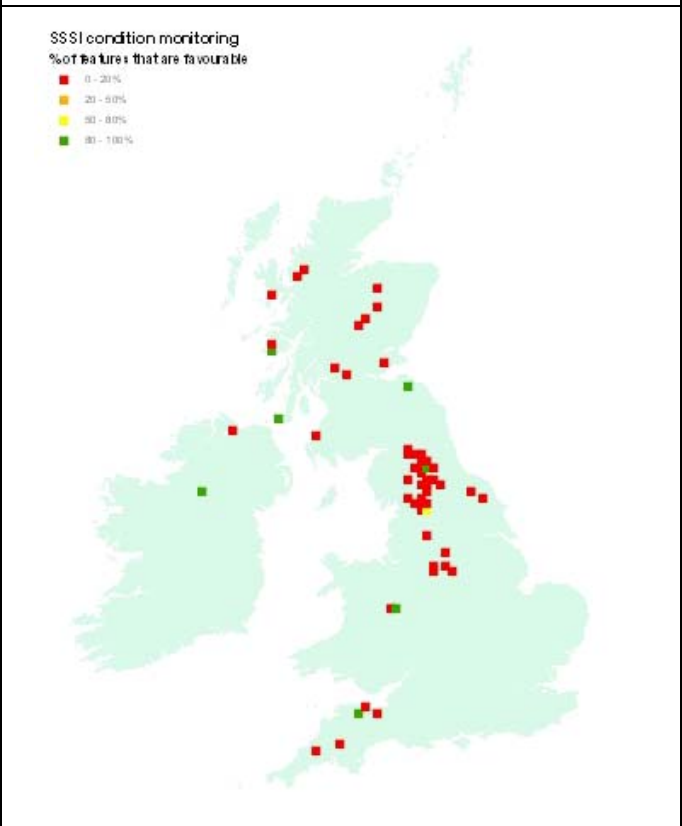 SSSI condition monitoring
% of features that are favourable
0 - 20%
20 - 50%
50 - 80%
80 - 100%